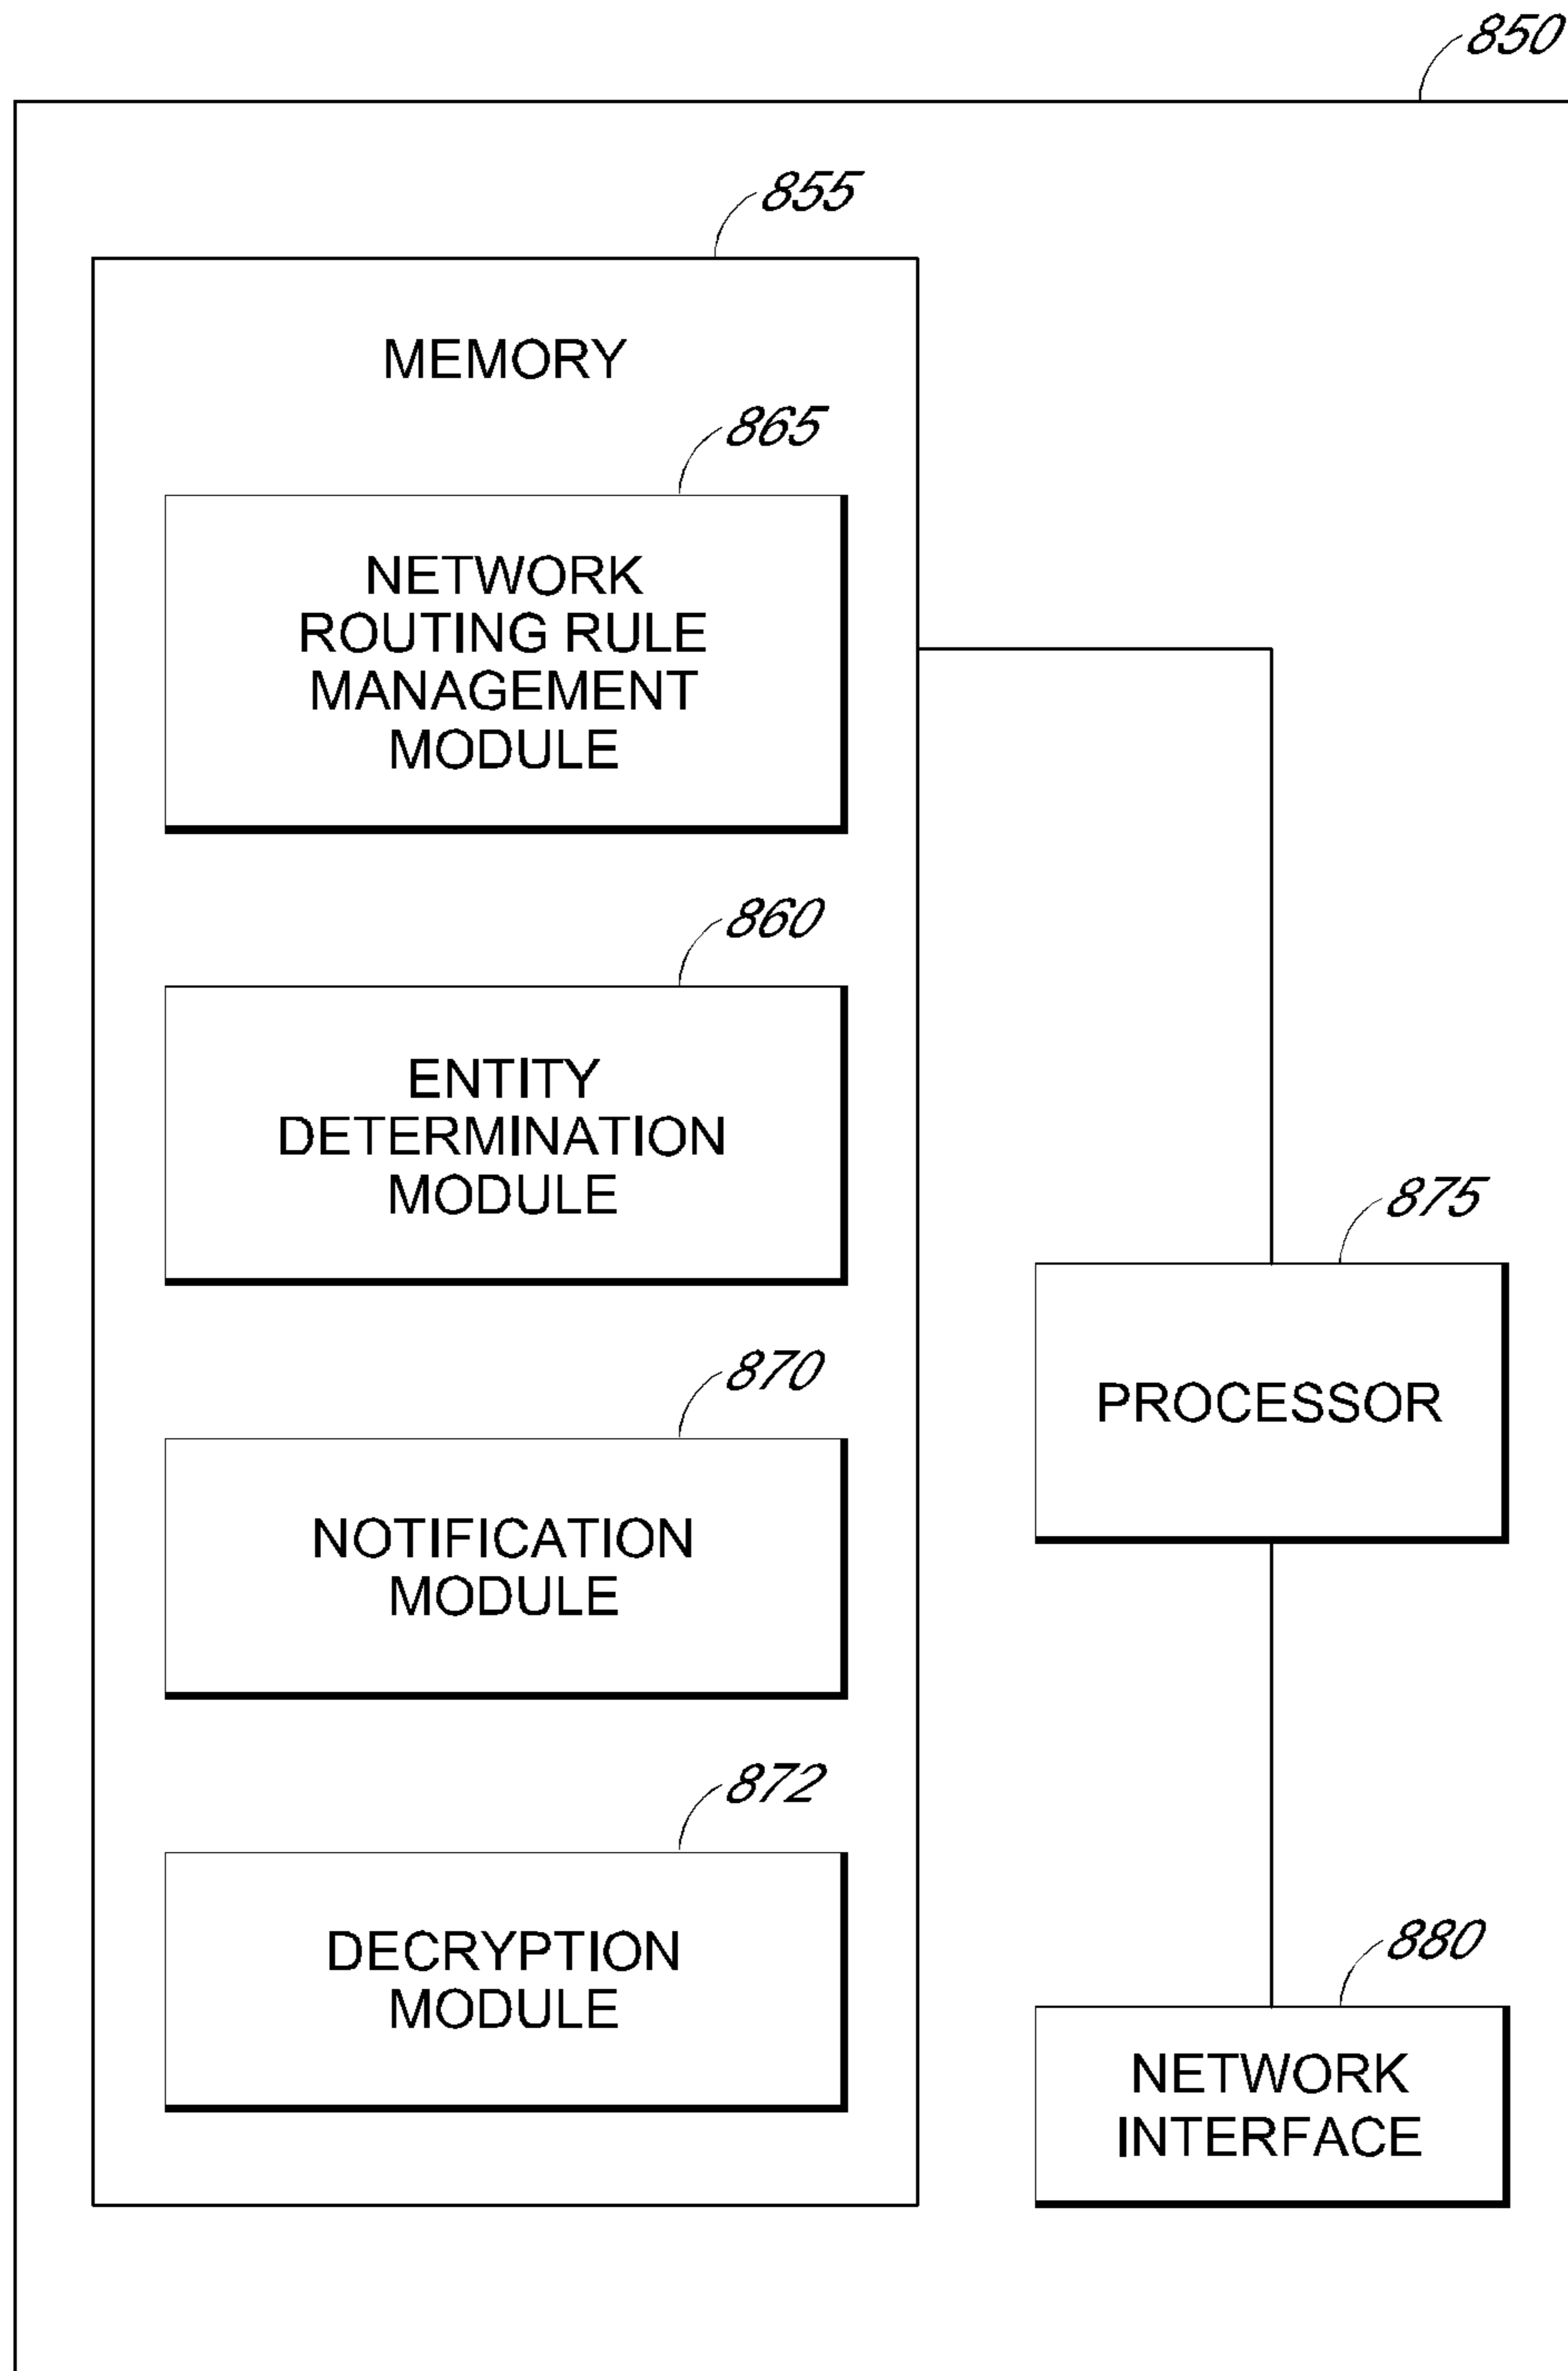 850
855
MEMORY
865
NETWORK
ROUTING RULE
MANAGEMENT
MODULE
860
ENTITY
DETERMINATION
MODULE
875
PROCESSOR
870
NOTIFICATION
MODULE
872
DECRYPTION
MODULE
880
NETWORK
INTERFACE